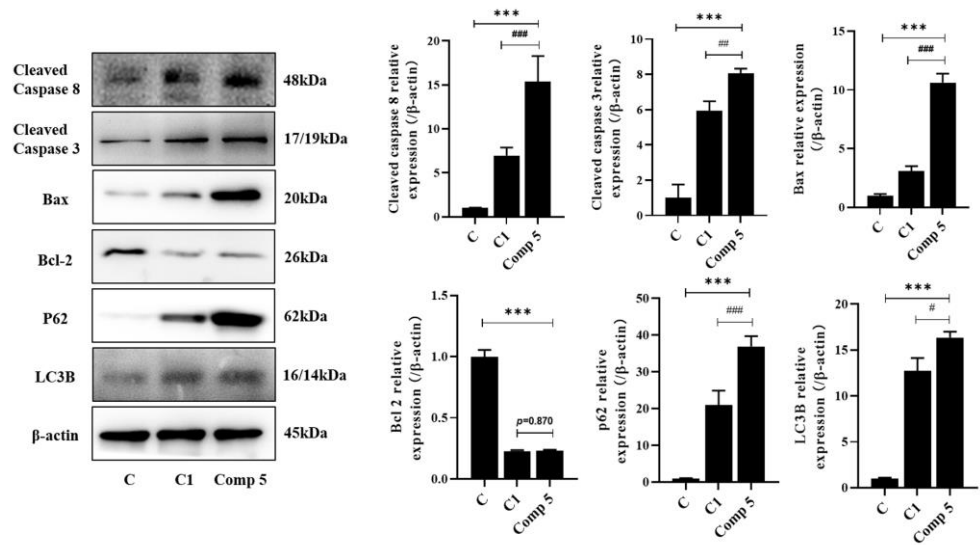 Cleaved
Caspase 8
48kDa
Cleaved
Caspase 3
17/19kDa
Bax
20kDa
Bcl-2
26kDa
P62
62kDa
LC3B
16/14kDa
β-actin
45kDa
C C1 Comp 5
Cleaved caspase 8 relative
expression (/β-actin)
20
15
10
5
0
***
###
C
C1
Comp 5
Cleaved caspase 3relative
expression (/β-actin)
10
8
6
4
2
0
***
##
C
C1
Comp 5
Bax relative expression
(/β-actin)
15
10
5
0
***
###
C
C1
Comp 5
Bcl 2 relative
expression (/β-actin)
1.5
1.0
0.5
0.0
***
p=0.870
C
C1
Comp 5
p62 relative
expression (/β-actin)
50
40
30
20
10
0
***
###
C
C1
Comp 5
LC3B relative
expression (/β-actin)
20
15
10
5
0
***
#
C
C1
Comp 5